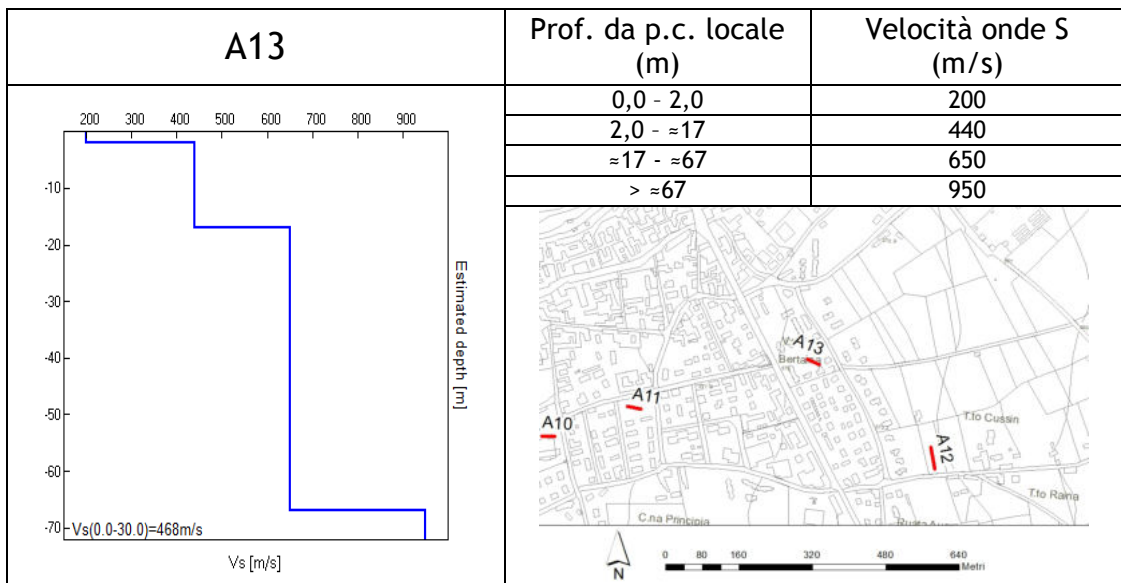 A13
Prof. da p.c. locale (m)
Velocità onde S (m/s)
0,0 – 2,0 200
2,0 – ≈17 440
≈17 - ≈67 650
> ≈67 950
200 300 400 500 600 700 800 900
-10
-20
-30
-40
-50
-60
-70
Estimated depth [m]
Vs(0.0-30.0)=468m/s
Vs [m/s]
A13
A11
A10
T.to Cussin
A12
T.to Raina
C.na Principia
N
0 80 160 320 480 640
Metri